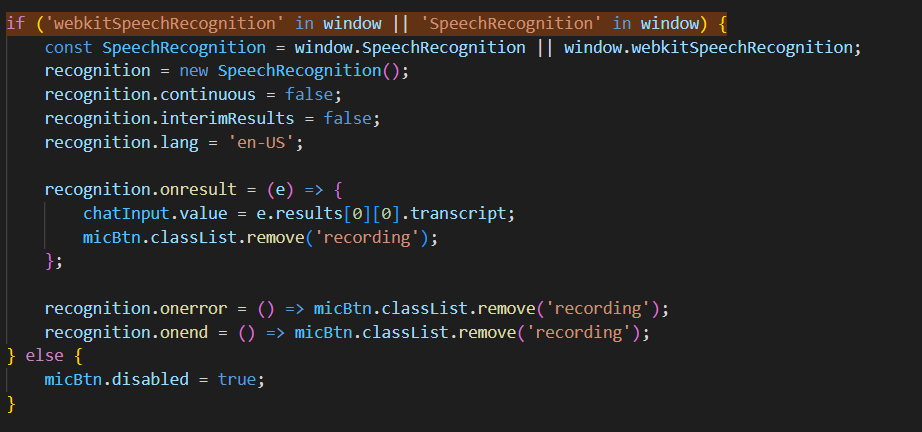 if ('webkitSpeechRecognition' in window || 'SpeechRecognition' in window) {
    const SpeechRecognition = window.SpeechRecognition || window.webkitSpeechRecognition;
    recognition = new SpeechRecognition();
    recognition.continuous = false;
    recognition.interimResults = false;
    recognition.lang = 'en-US';

    recognition.onresult = (e) => {
        chatInput.value = e.results[0][0].transcript;
        micBtn.classList.remove('recording');
    };

    recognition.onerror = () => micBtn.classList.remove('recording');
    recognition.onend = () => micBtn.classList.remove('recording');
} else {
    micBtn.disabled = true;
}